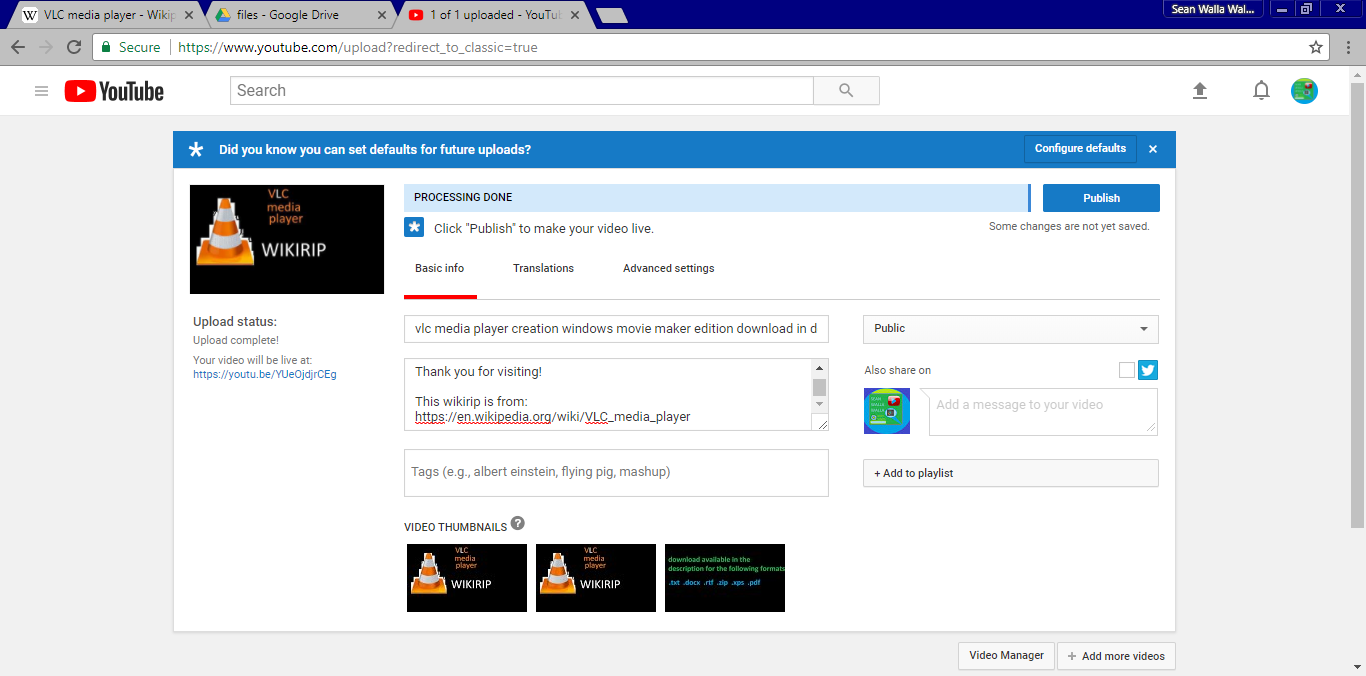 VLC media player - Wikip
files - Google Drive
1 of 1 uploaded - YouTu
Sean Walla Wal...
Secure
https://www.youtube.com/upload?redirect_to_classic=true
YouTube
Search
Did you know you can set defaults for future uploads?
Configure defaults
VLC
media
player
WIKIRIP
PROCESSING DONE
Publish
Click "Publish" to make your video live.
Some changes are not yet saved.
Basic info
Translations
Advanced settings
Upload status:
Upload complete!
Your video will be live at:
https://youtu.be/YUeOjdjrCEg
vlc media player creation windows movie maker edition download in d
Public
Thank you for visiting!
This wikirip is from:
https://en.wikipedia.org/wiki/VLC_media_player
Also share on
SEAN
WALLA
WALLA
Add a message to your video
Tags (e.g., albert einstein, flying pig, mashup)
+ Add to playlist
VIDEO THUMBNAILS ?
VLC
media
player
WIKIRIP
VLC
media
player
WIKIRIP
download available in the
description for the following formats
.txt .docx .rtf .zip .xps .pdf
Video Manager
+ Add more videos